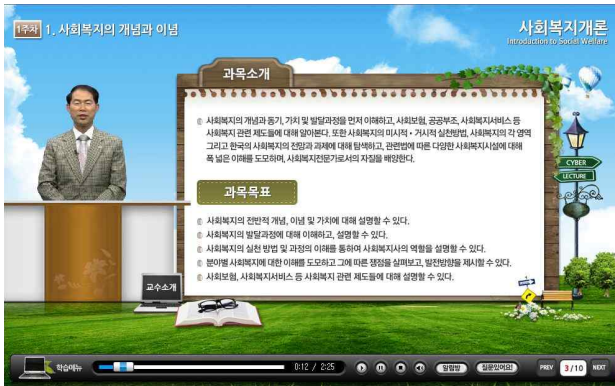 1주차 1. 사회복지의 개념과 이념
사회복지개론
Introduction to Social Welfare
과목소개
사회복지의 개념과 동기, 가치 및 발달과정을 먼저 이해하고, 사회보험, 공공부조, 사회복지서비스 등
사회복지 관련 제도들에 대해 알아본다. 또한 사회복지의 미시적·거시적 실천방법, 사회복지의 각 영역
그리고 한국의 사회복지의 전망과 과제에 대해 탐색하고, 관련법에 따른 다양한 사회복지시설에 대해
폭 넓은 이해를 도모하며, 사회복지전문가로서의 자질을 배양한다.
과목목표
사회복지의 전반적 개념, 이념 및 가치에 대해 설명할 수 있다.
사회복지의 발달과정에 대해 이해하고, 설명할 수 있다.
사회복지의 실천 방법 및 과정의 이해를 통하여 사회복지사의 역할을 설명할 수 있다.
분야별 사회복지에 대한 이해를 도모하고 그에 따른 쟁점을 살펴보고, 발전방향을 제시할 수 있다.
사회보험, 사회복지서비스 등 사회복지 관련 제도들에 대해 설명할 수 있다.
CYBER
LECTURE
교수소개
학습메뉴
0:12 / 2:25
알림방
질문있어요!
PREV
3/10
NEXT